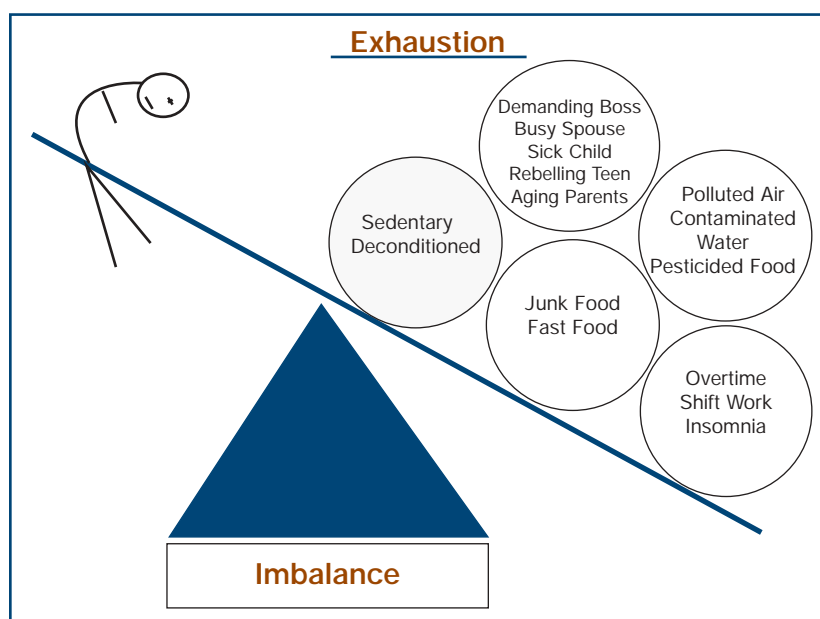 Exhaustion
Demanding Boss
Busy Spouse
Sick Child
Rebelling Teen
Aging Parents
Sedentary
Deconditioned
Polluted Air
Contaminated
Water
Pesticided Food
Junk Food
Fast Food
Overtime
Shift Work
Insomnia
Imbalance